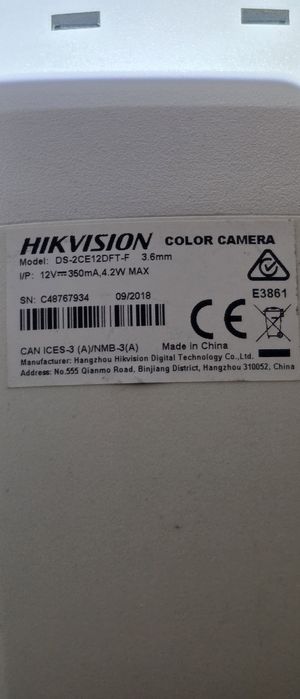 HIKVISION COLOR CAMERA
Model: DS-2CE12DFT-F 3.6mm
I/P: 12V⎓350mA,4.2W MAX
SN: C48767934 09/2018
E3861
CE
CAN ICES-3 (A)/NMB-3(A) Made in China
Manufacturer: Hangzhou Hikvision Digital Technology Co.,Ltd.
Address: No.555 Qianmo Road, Binjiang District, Hangzhou 310052, China